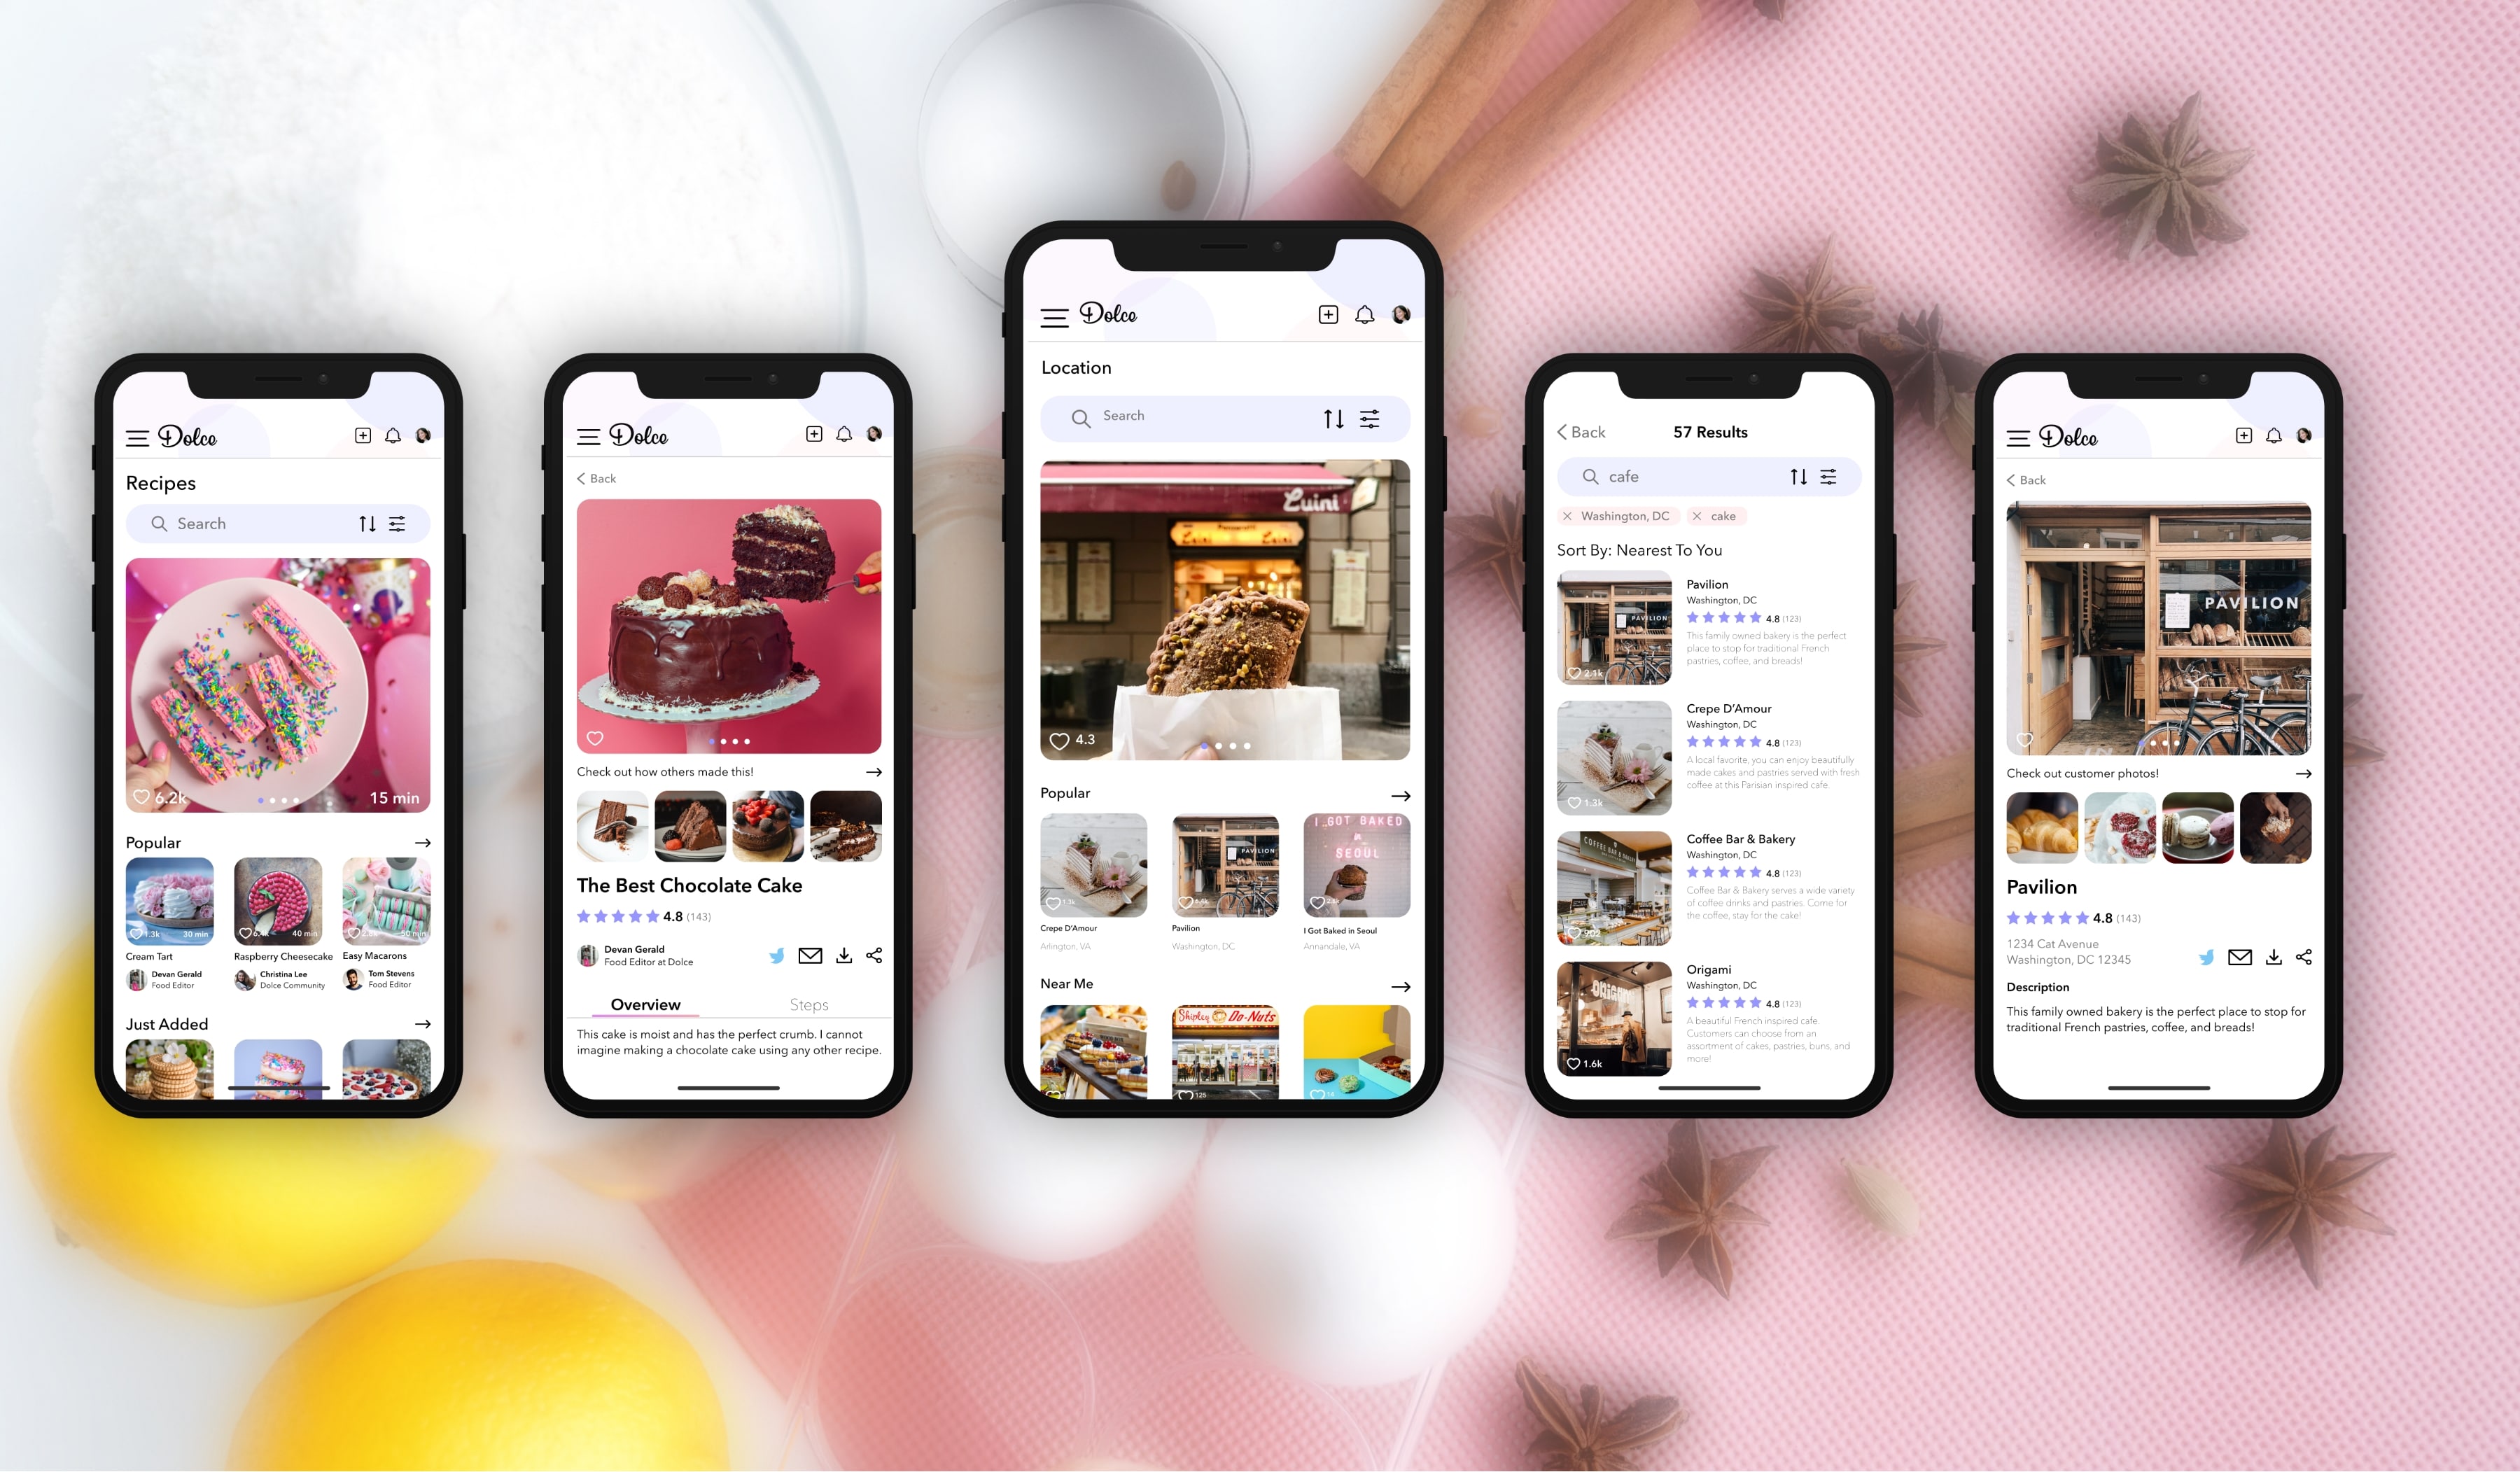 Dolce
Recipes
Search
6.2k
15 min
Popular
1.3k 30 min
40 min
Cream Tart
Raspberry Cheesecake
Easy Macarons
Devan Gerald
Food Editor
Christina Lee
Dolce Community
Tom Stevens
Food Editor
Just Added
Dolce
Back
Check out how others made this!
The Best Chocolate Cake
4.8 (143)
Devan Gerald
Food Editor at Dolce
Overview
Steps
This cake is moist and has the perfect crumb. I cannot
imagine making a chocolate cake using any other recipe.
Dolce
Location
Search
Luini
Luini
4.3
Popular
PAVILION
I GOT BAKED
SEOUL
1.3k
Crepe D'Amour
Arlington, VA
Pavilion
Washington, DC
I Got Baked in Seoul
Annandale, VA
Near Me
Shipley Do-Nuts
125
14
Back
57 Results
cafe
Washington, DC
cake
Sort By: Nearest To You
PAVILION
2.1k
Pavilion
Washington, DC
4.8 (123)
This family owned bakery is the perfect
place to stop for traditional French
pastries, coffee, and breads!
1.3k
Crepe D'Amour
Washington, DC
4.8 (123)
A local favorite, you can enjoy beautifully
made cakes and pastries served with fresh
coffee at this Parisian inspired cafe.
COFFEE BAR & BAKERY
902
Coffee Bar & Bakery
Washington, DC
4.8 (123)
Coffee Bar & Bakery serves a wide variety
of coffee drinks and pastries. Come for
the coffee, stay for the cake!
Origami
1.6k
Origami
Washington, DC
4.8 (123)
A beautiful French inspired cafe.
Customers can choose from an
assortment of cakes, pastries, buns, and
more!
Dolce
Back
PAVILION
Check out customer photos!
Pavilion
4.8 (143)
1234 Cat Avenue
Washington, DC 12345
Description
This family owned bakery is the perfect place to stop for
traditional French pastries, coffee, and breads!